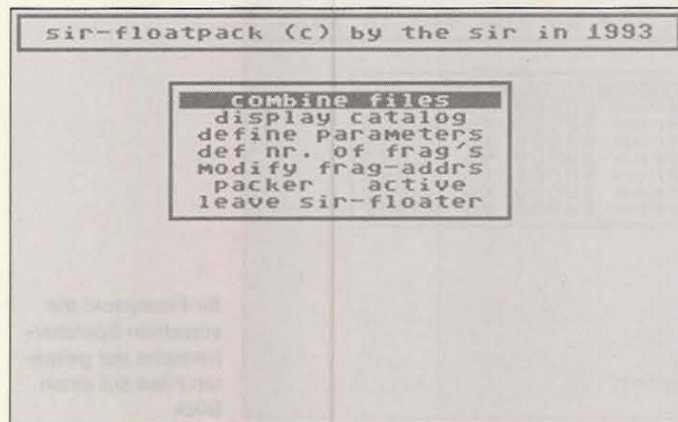 sir-floatpack (c) by the sir in 1993
combine files
display catalog
define parameters
def nr. of frag's
modify frag-addrs
packer active
leave sir-floater